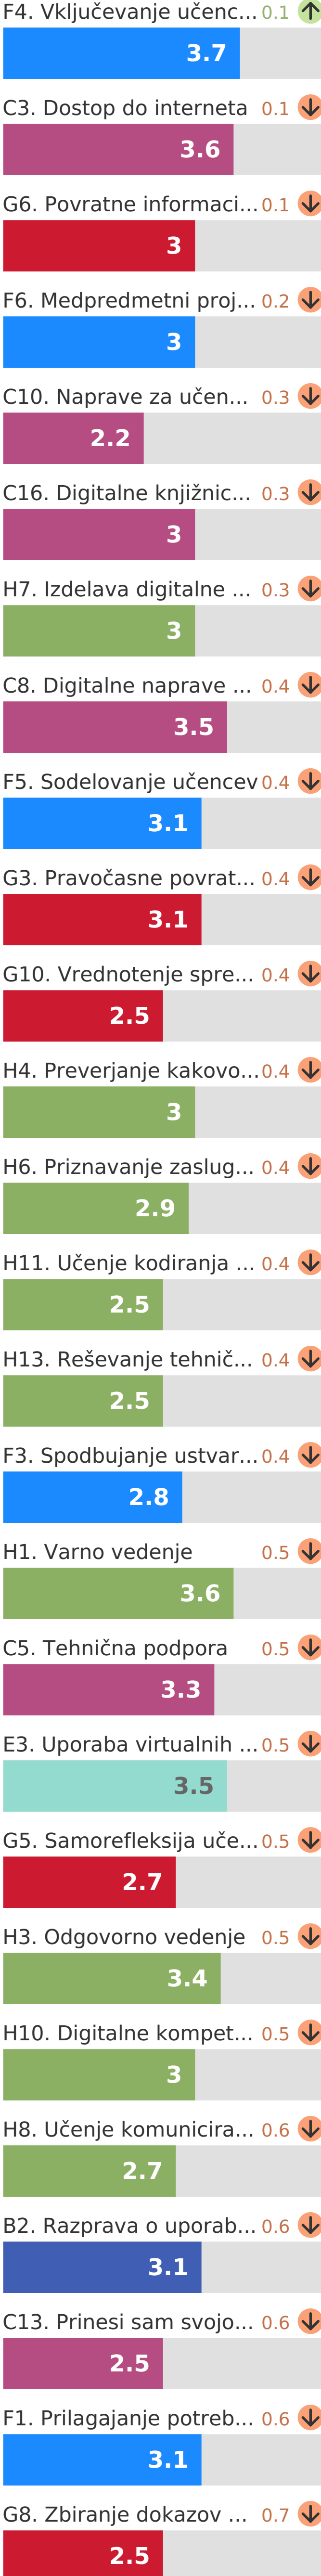 F4. Vključevanje učenc... 0.1
3.7
C3. Dostop do interneta 0.1
3.6
G6. Povratne informaci... 0.1
3
F6. Medpredmetni proj... 0.2
3
C10. Naprave za učen... 0.3
2.2
C16. Digitalne knjižnic... 0.3
3
H7. Izdelava digitalne ... 0.3
3
C8. Digitalne naprave ... 0.4
3.5
F5. Sodelovanje učencev 0.4
3.1
G3. Pravočasne povrat... 0.4
3.1
G10. Vrednotenje spre... 0.4
2.5
H4. Preverjanje kakovo... 0.4
3
H6. Priznavanje zaslug... 0.4
2.9
H11. Učenje kodiranja ... 0.4
2.5
H13. Reševanje tehnič... 0.4
2.5
F3. Spodbujanje ustvar... 0.4
2.8
H1. Varno vedenje 0.5
3.6
C5. Tehnična podpora 0.5
3.3
E3. Uporaba virtualnih ... 0.5
3.5
G5. Samorefleksija uče... 0.5
2.7
H3. Odgovorno vedenje 0.5
3.4
H10. Digitalne kompet... 0.5
3
H8. Učenje komunicira... 0.6
2.7
B2. Razprava o uporab... 0.6
3.1
C13. Prinesi sam svojo... 0.6
2.5
F1. Prilagajanje potreb... 0.6
3.1
G8. Zbiranje dokazov ... 0.7
2.5